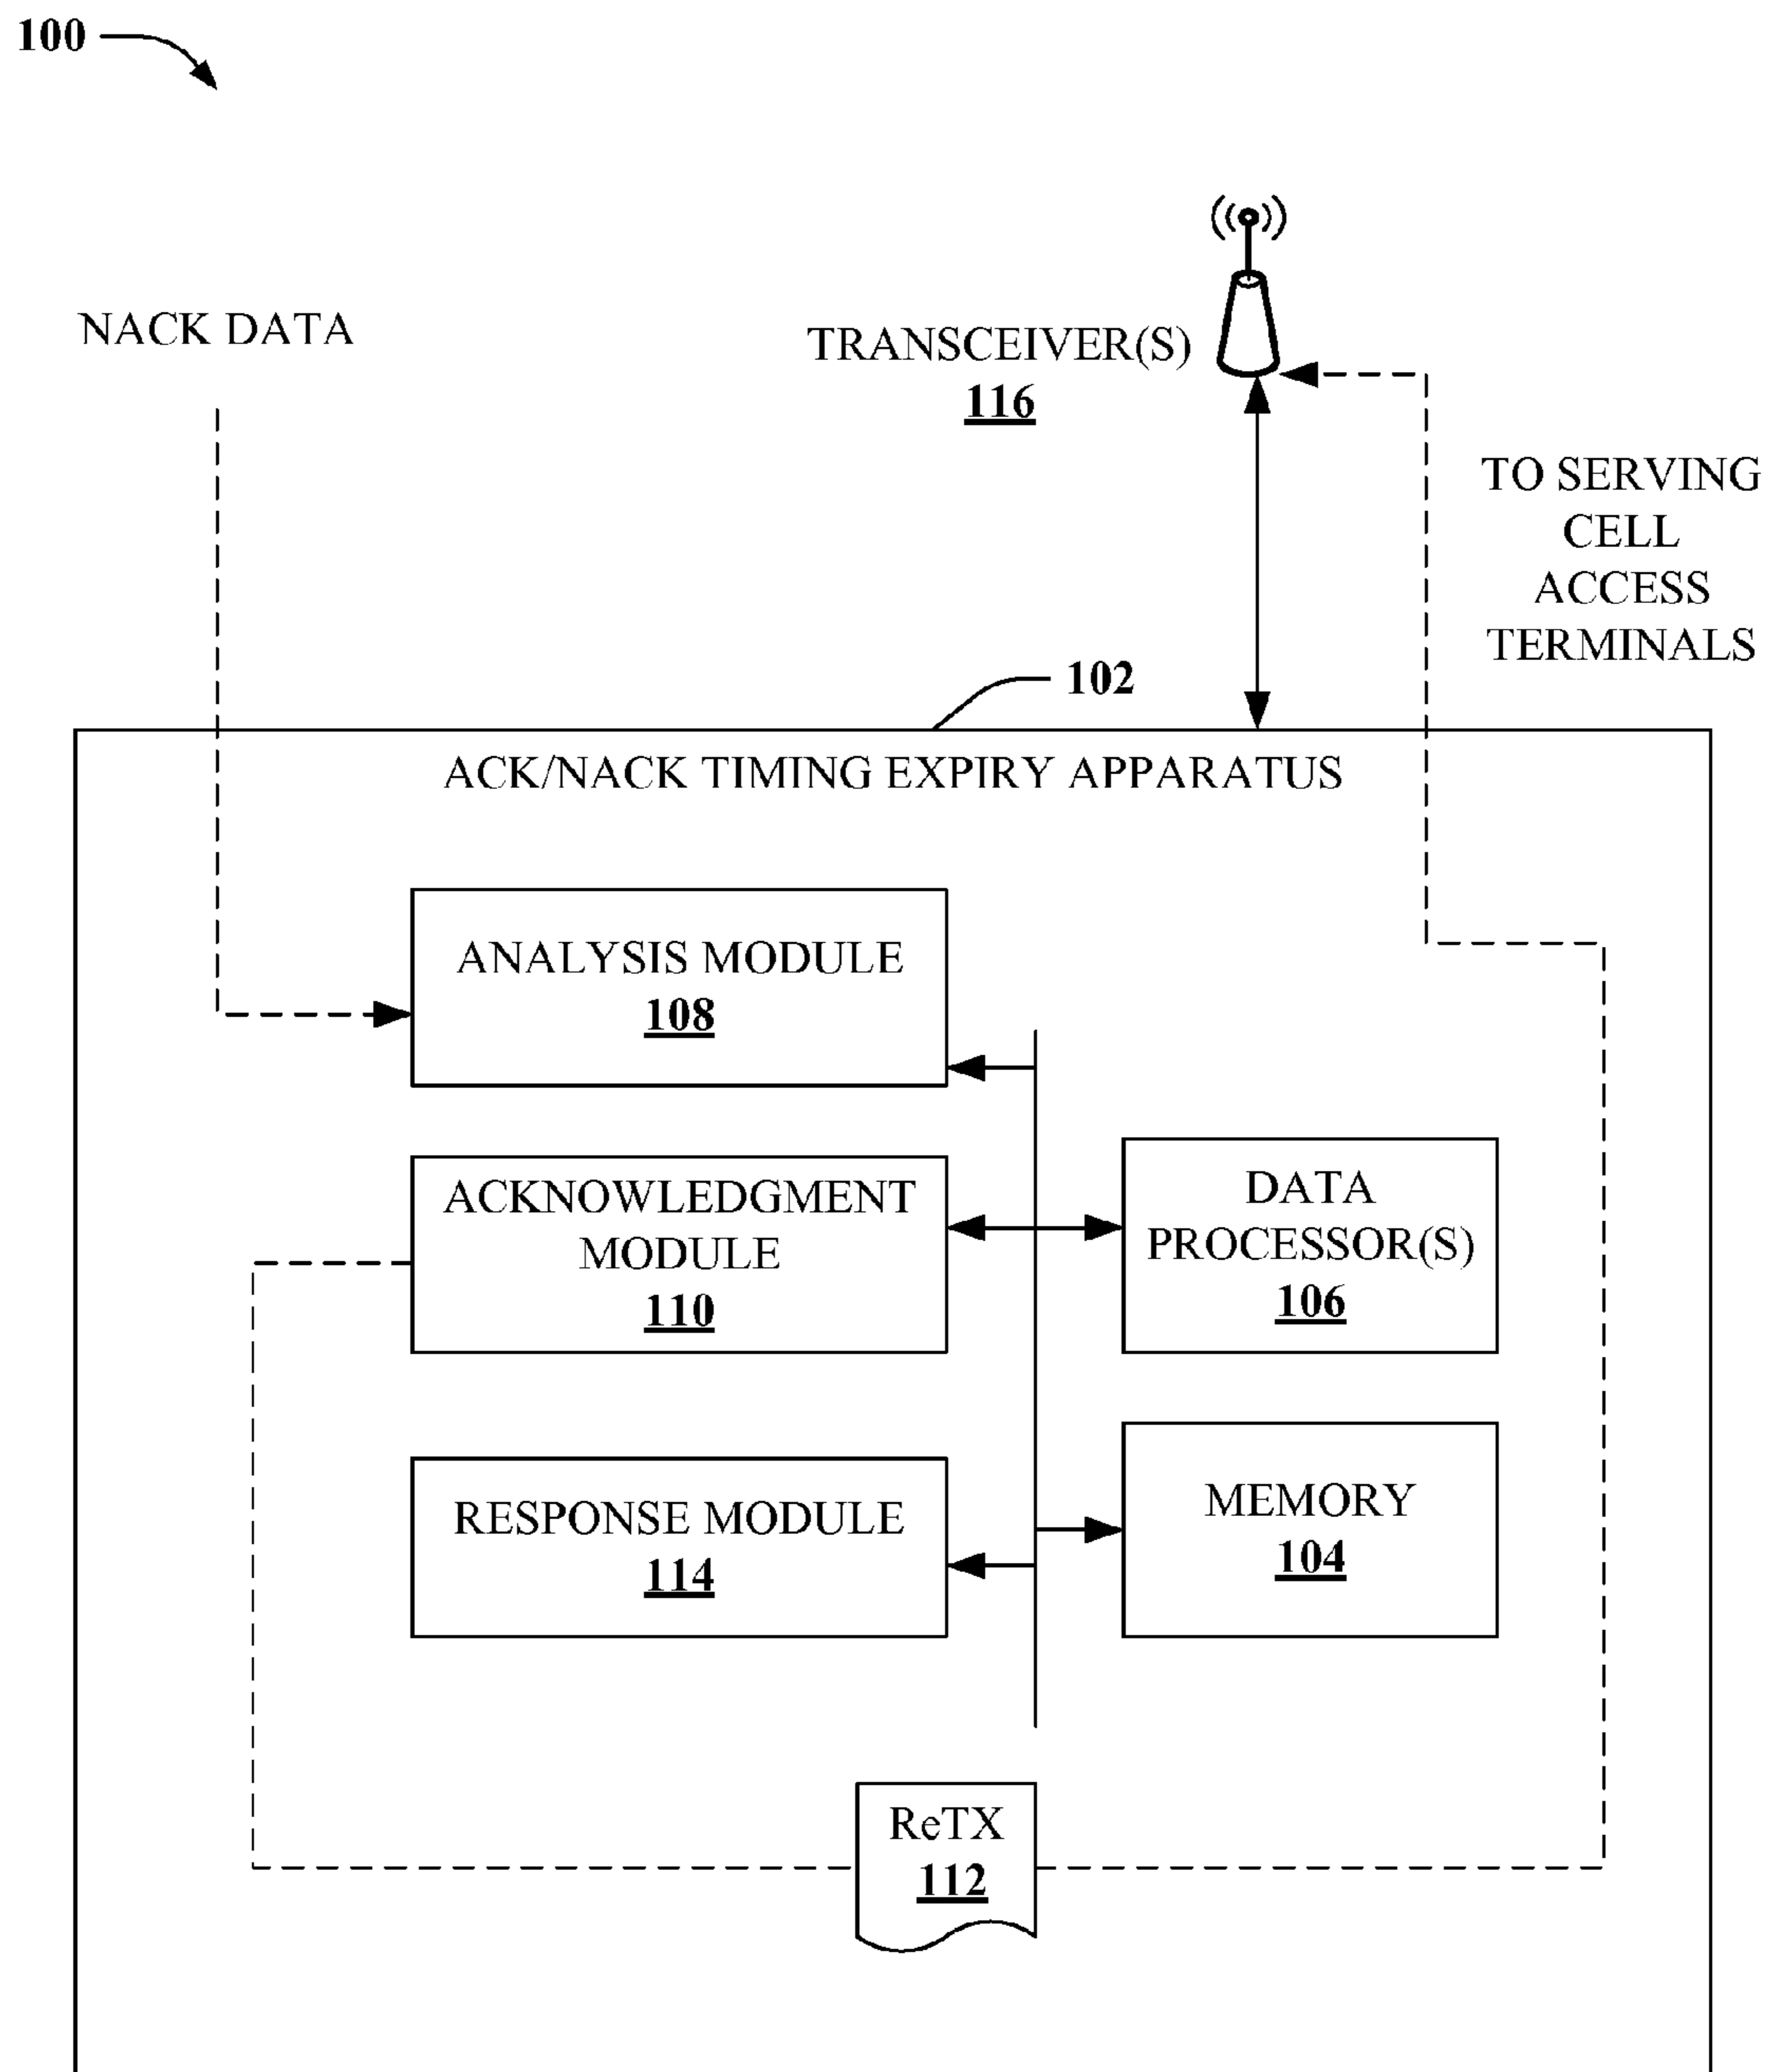 100
NACK DATA
TRANSCEIVER(S)
116
TO SERVING
CELL
ACCESS
TERMINALS
102
ACK/NACK TIMING EXPIRY APPARATUS
ANALYSIS MODULE
108
ACKNOWLEDGMENT
MODULE
110
DATA
PROCESSOR(S)
106
RESPONSE MODULE
114
MEMORY
104
ReTX
112